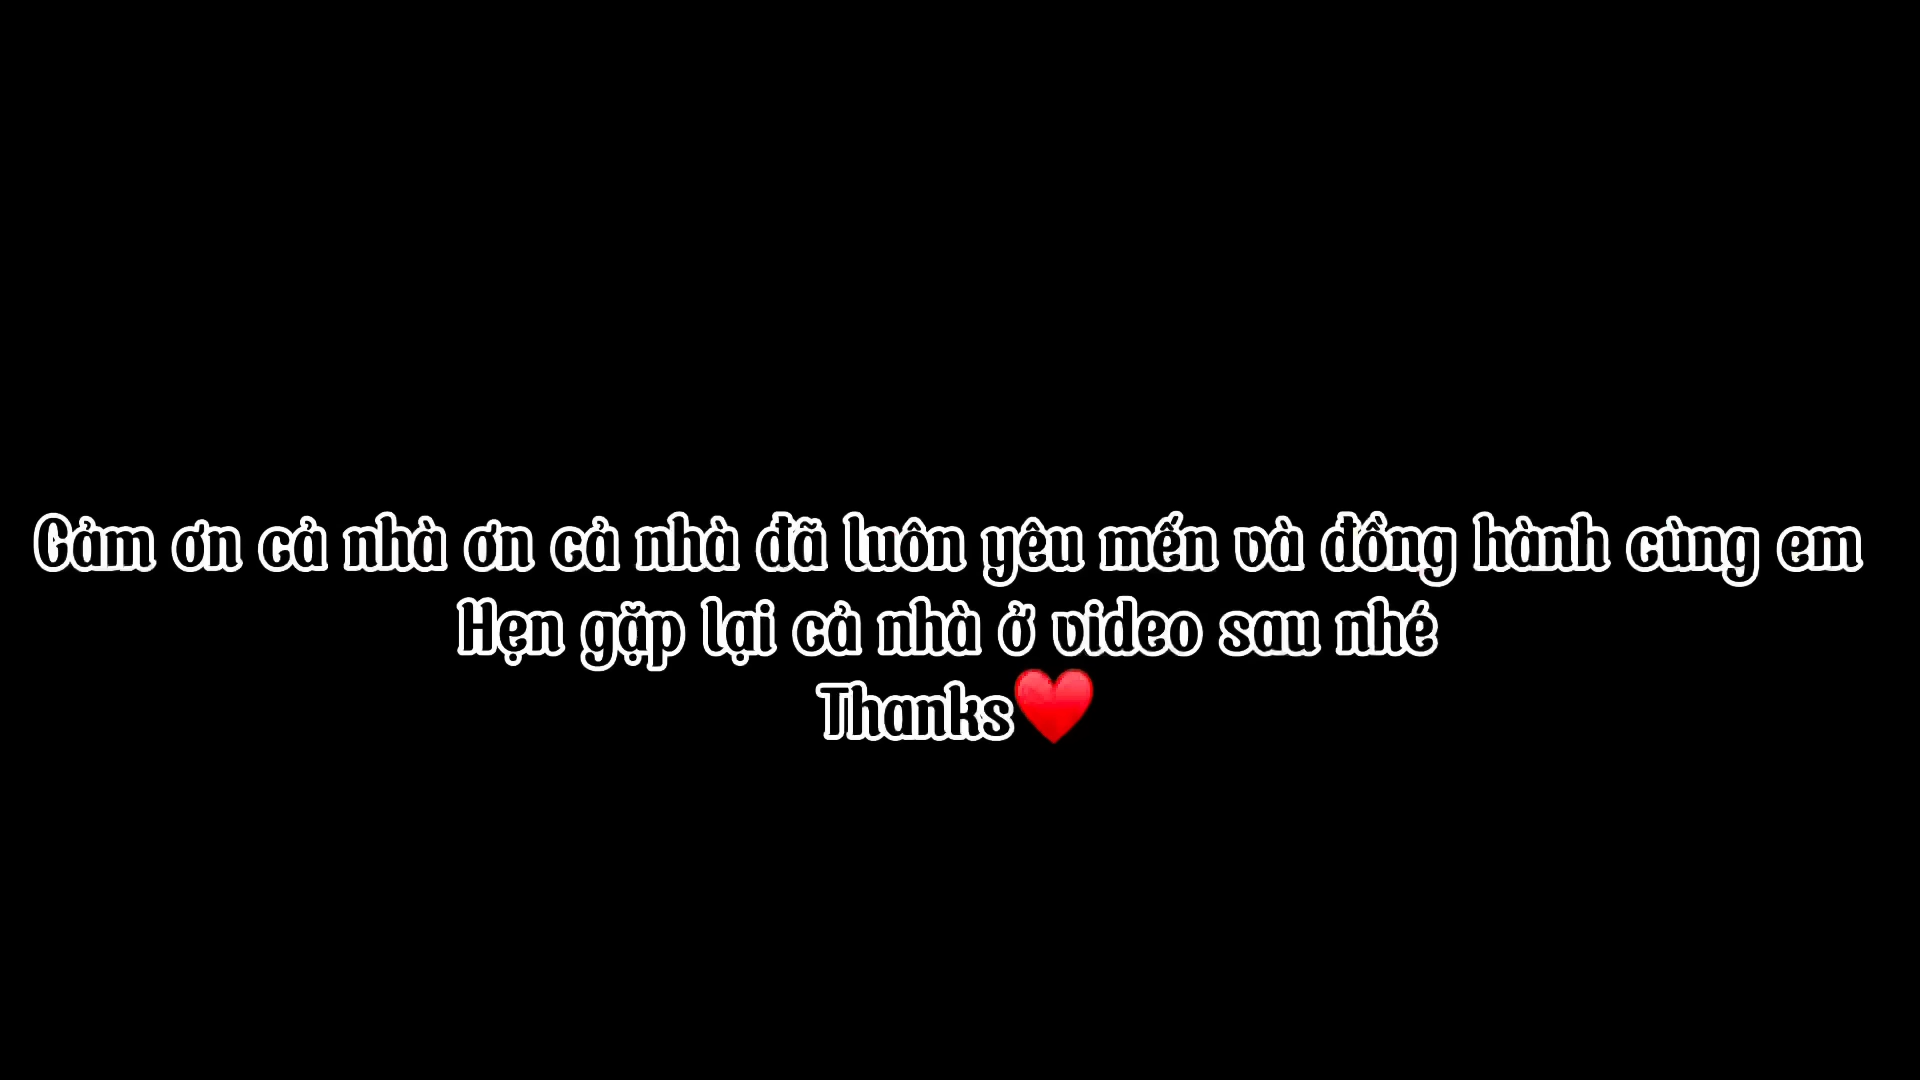 Cảm ơn cả nhà ơn cả nhà đã luôn yêu mến và đồng hành cùng em
Hẹn gặp lại cả nhà ở video sau nhé
Thanks❤️